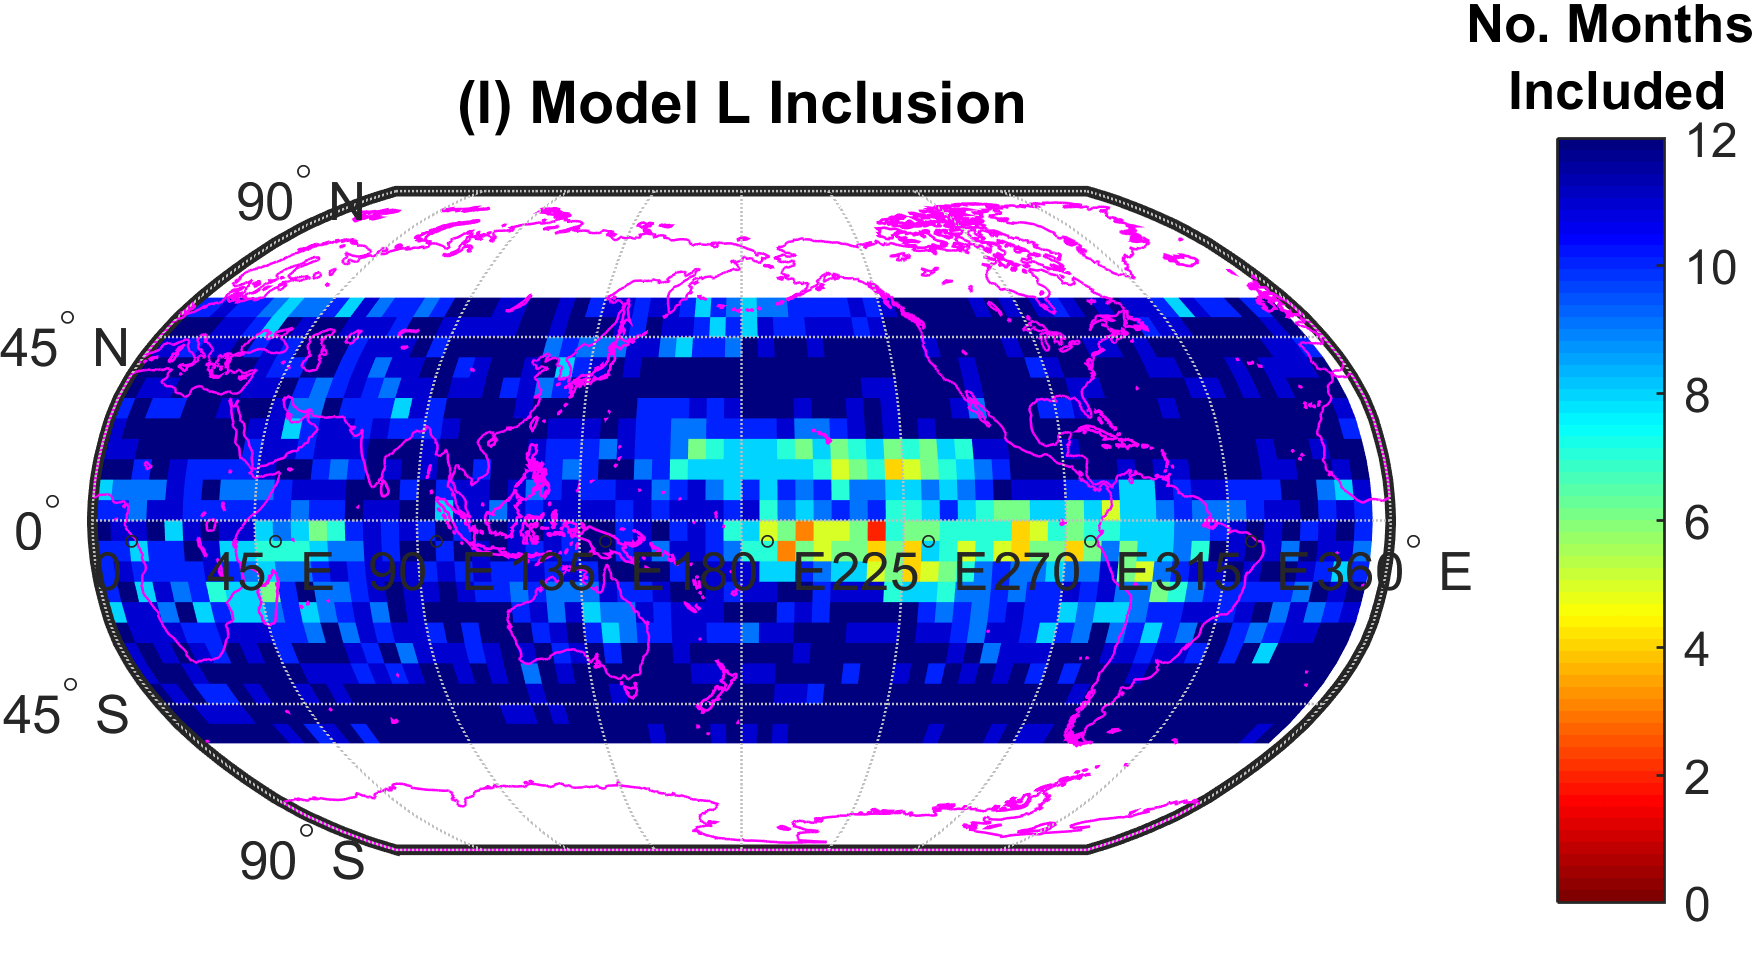 No. Months
Included
(l) Model L Inclusion
90° N
45° N
0°
45° S
90° S
0° 45° E 90° E 135° E 180° E 225° E 270° E 315° E 360° E
12
10
8
6
4
2
0